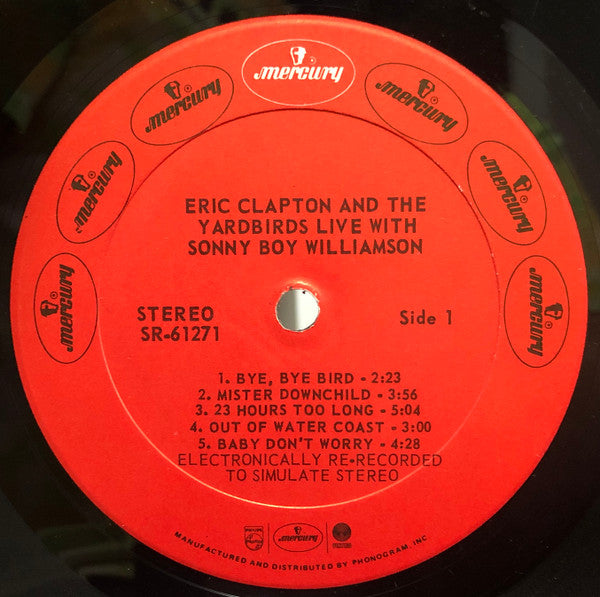 mercury
mercury
mercury
mercury
mercury
mercury
mercury
ERIC CLAPTON AND THE
YARDBIRDS LIVE WITH
SONNY BOY WILLIAMSON
STEREO
SR-61271
Side 1
1. BYE, BYE BIRD - 2:23
2. MISTER DOWNCHILD - 3:56
3. 23 HOURS TOO LONG - 5:04
4. OUT OF WATER COAST - 3:00
5. BABY DON'T WORRY - 4:28
ELECTRONICALLY RE-RECORDED
TO SIMULATE STEREO
mercury
MANUFACTURED AND DISTRIBUTED BY PHONOGRAM, INC